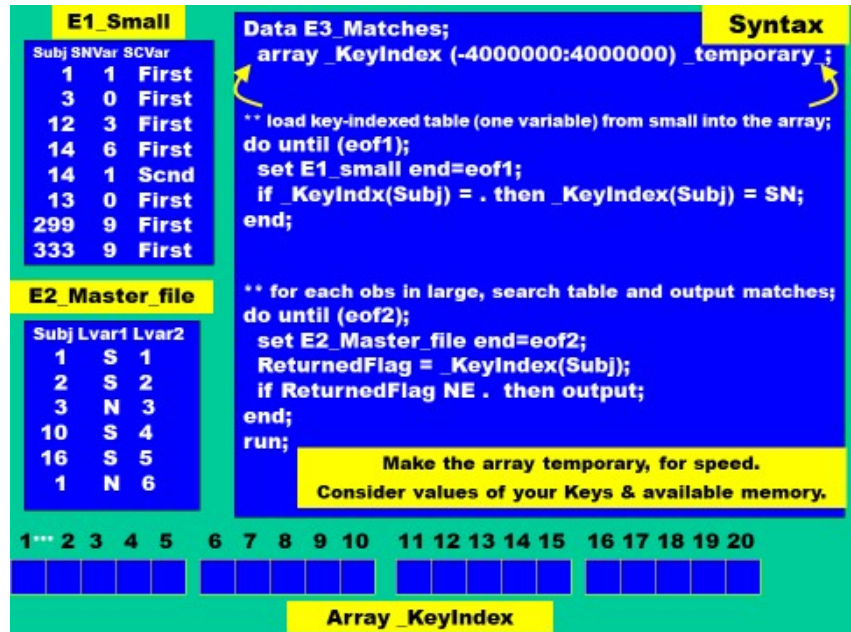 E1_Small
Subj SNVar SCVar
1 1 First
3 0 First
12 3 First
14 6 First
14 1 Scnd
13 0 First
299 9 First
333 9 First
E2_Master_file
Subj Lvar1 Lvar2
1 S 1
2 S 2
3 N 3
10 S 4
16 S 5
1 N 6
Syntax
Data E3_Matches;
array _KeyIndex (-4000000:4000000) _temporary_;
** load key-indexed table (one variable) from small into the array;
do until (eof1);
set E1_small end=eof1;
if _KeyIndx(Subj) = . then _KeyIndex(Subj) = SN;
end;
** for each obs in large, search table and output matches;
do until (eof2);
set E2_Master_file end=eof2;
ReturnedFlag = _KeyIndex(Subj);
if ReturnedFlag NE . then output;
end;
run;
Make the array temporary, for speed.
Consider values of your Keys & available memory.
1*** 2 3 4 5 6 7 8 9 10 11 12 13 14 15 16 17 18 19 20
Array _KeyIndex